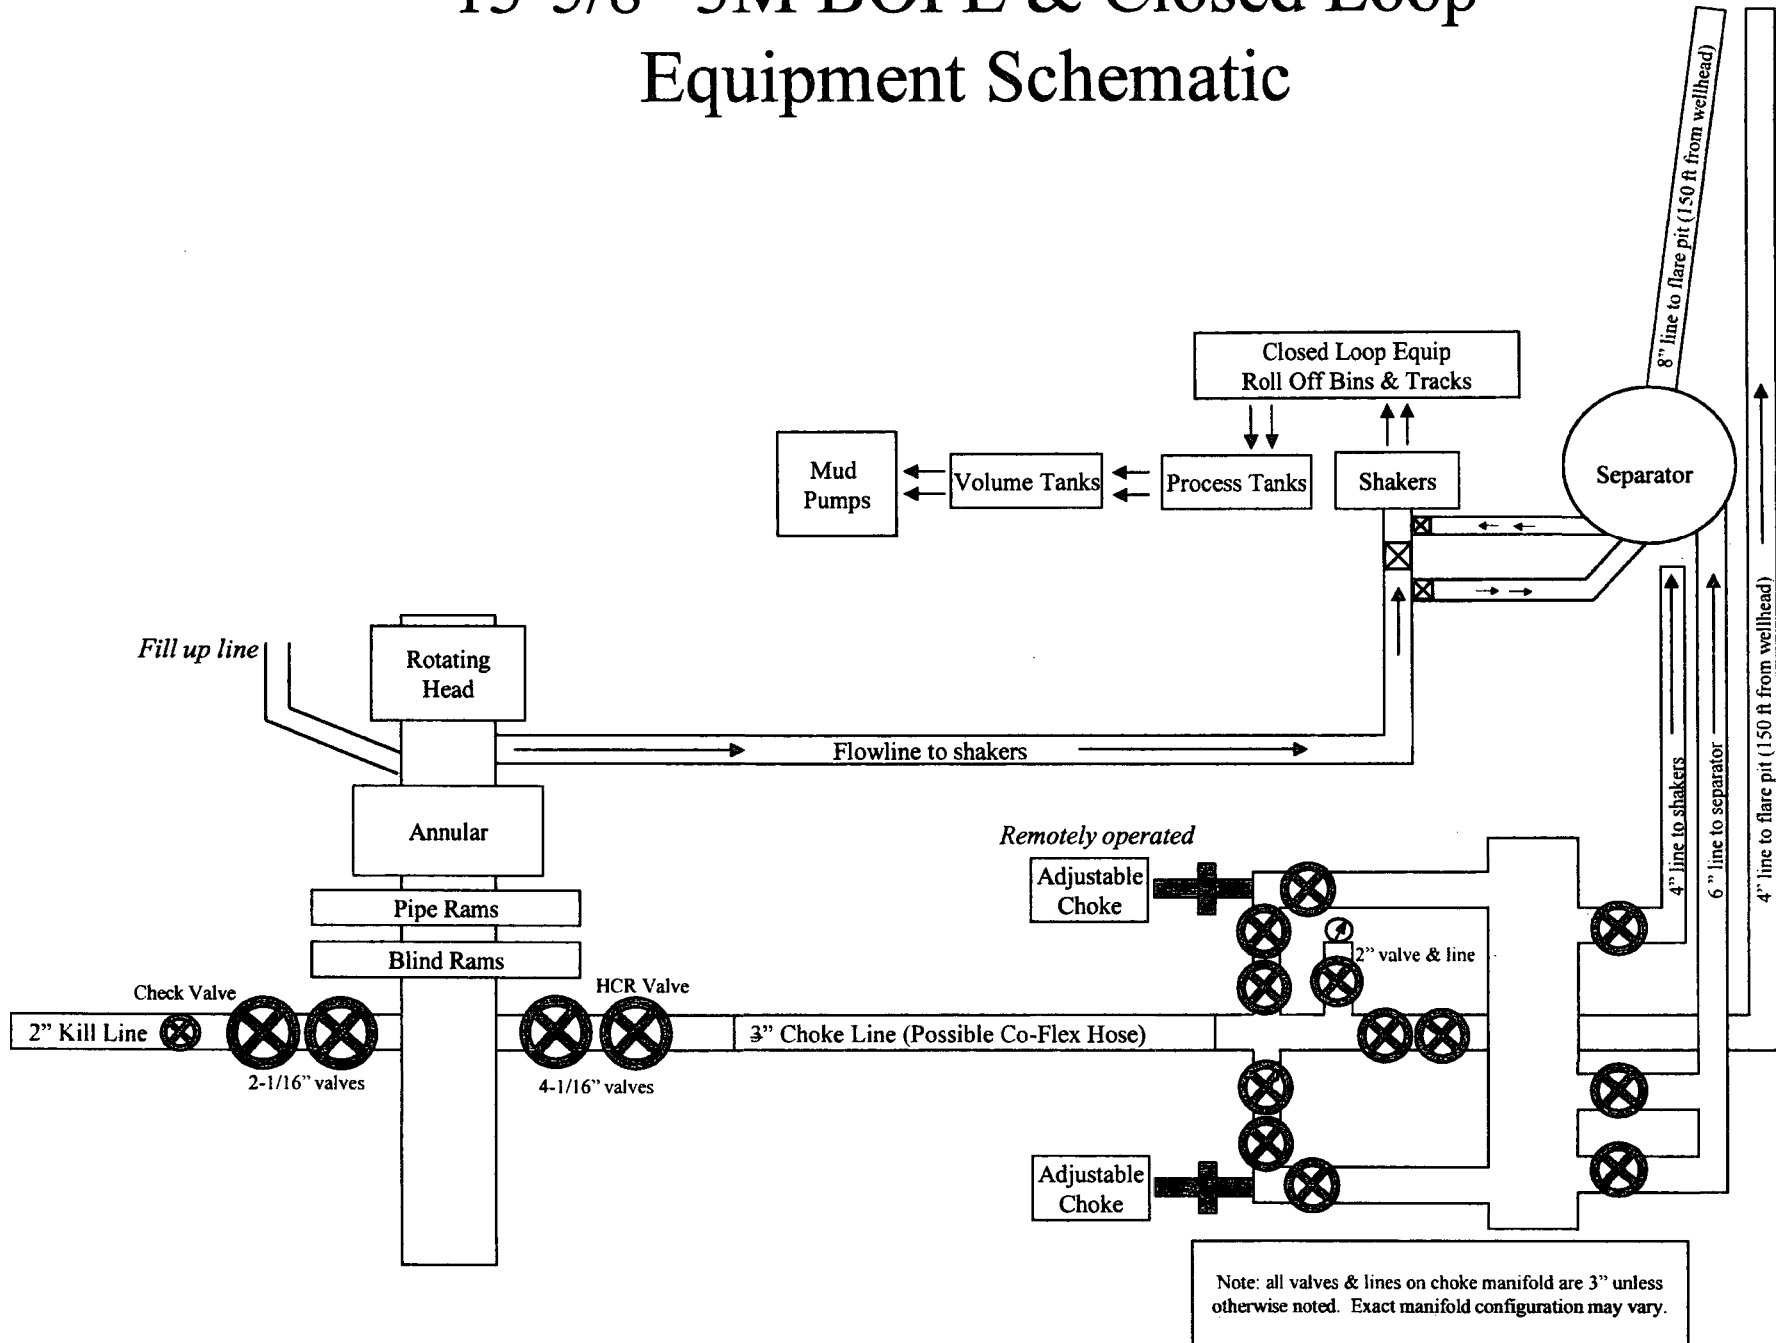 Equipment Schematic
8” line to flare pit (150 ft from wellhead)
Closed Loop Equip
Roll Off Bins & Tracks
Mud
Pumps
Volume Tanks
Process Tanks
Shakers
Separator
Fill up line
Rotating
Head
Flowline to shakers
Annular
Pipe Rams
Blind Rams
Remotely operated
Adjustable
Choke
4” line to shakers
6” line to separator
4” line to flare pit (150 ft from wellhead)
2” valve & line
Check Valve
HCR Valve
2” Kill Line
3” Choke Line (Possible Co-Flex Hose)
2-1/16” valves
4-1/16” valves
Adjustable
Choke
Note: all valves & lines on choke manifold are 3” unless
otherwise noted. Exact manifold configuration may vary.